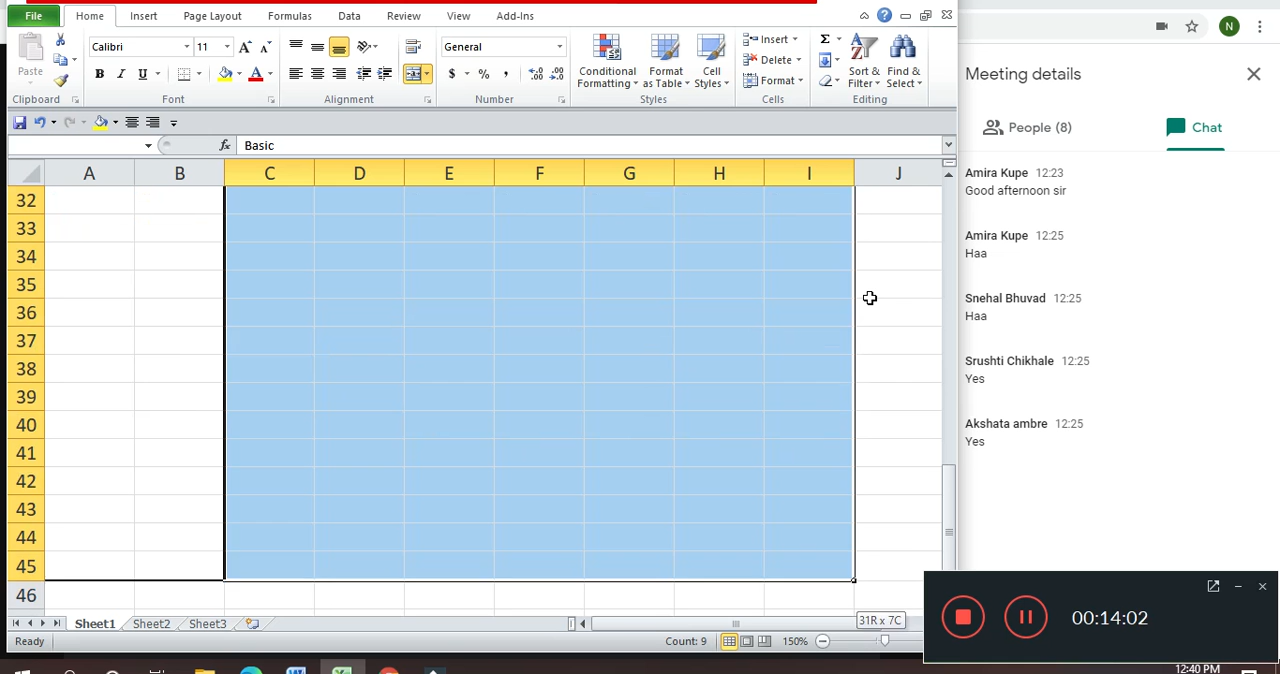 File Home Insert Page Layout Formulas Data Review View Add-Ins
Calibri 11 General
Paste
B I U $ % ,
Conditional Formatting Format as Table Cell Styles
Insert
Delete
Format
Σ
Sort & Filter Find & Select
Clipboard Font Alignment Number Styles Cells Editing
fx Basic
A B C D E F G H I J
32
33
34
35
36
37
38
39
40
41
42
43
44
45
46
Sheet1 Sheet2 Sheet3
31R x 7C
Ready Count: 9 150%
N
Meeting details
People (8) Chat
Amira Kupe 12:23
Good afternoon sir
Amira Kupe 12:25
Haa
Snehal Bhuvad 12:25
Haa
Srushti Chikhale 12:25
Yes
Akshata ambre 12:25
Yes
00:14:02
12:40 PM